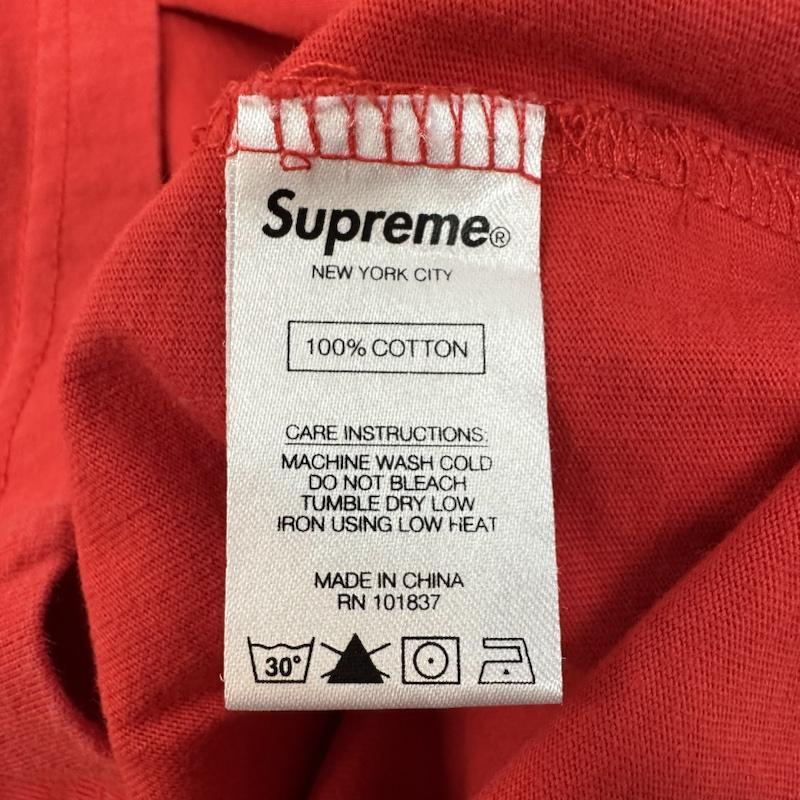 Supreme®
NEW YORK CITY
100% COTTON
CARE INSTRUCTIONS:
MACHINE WASH COLD
DO NOT BLEACH
TUMBLE DRY LOW
IRON USING LOW HEAT
MADE IN CHINA
RN 101837
30°